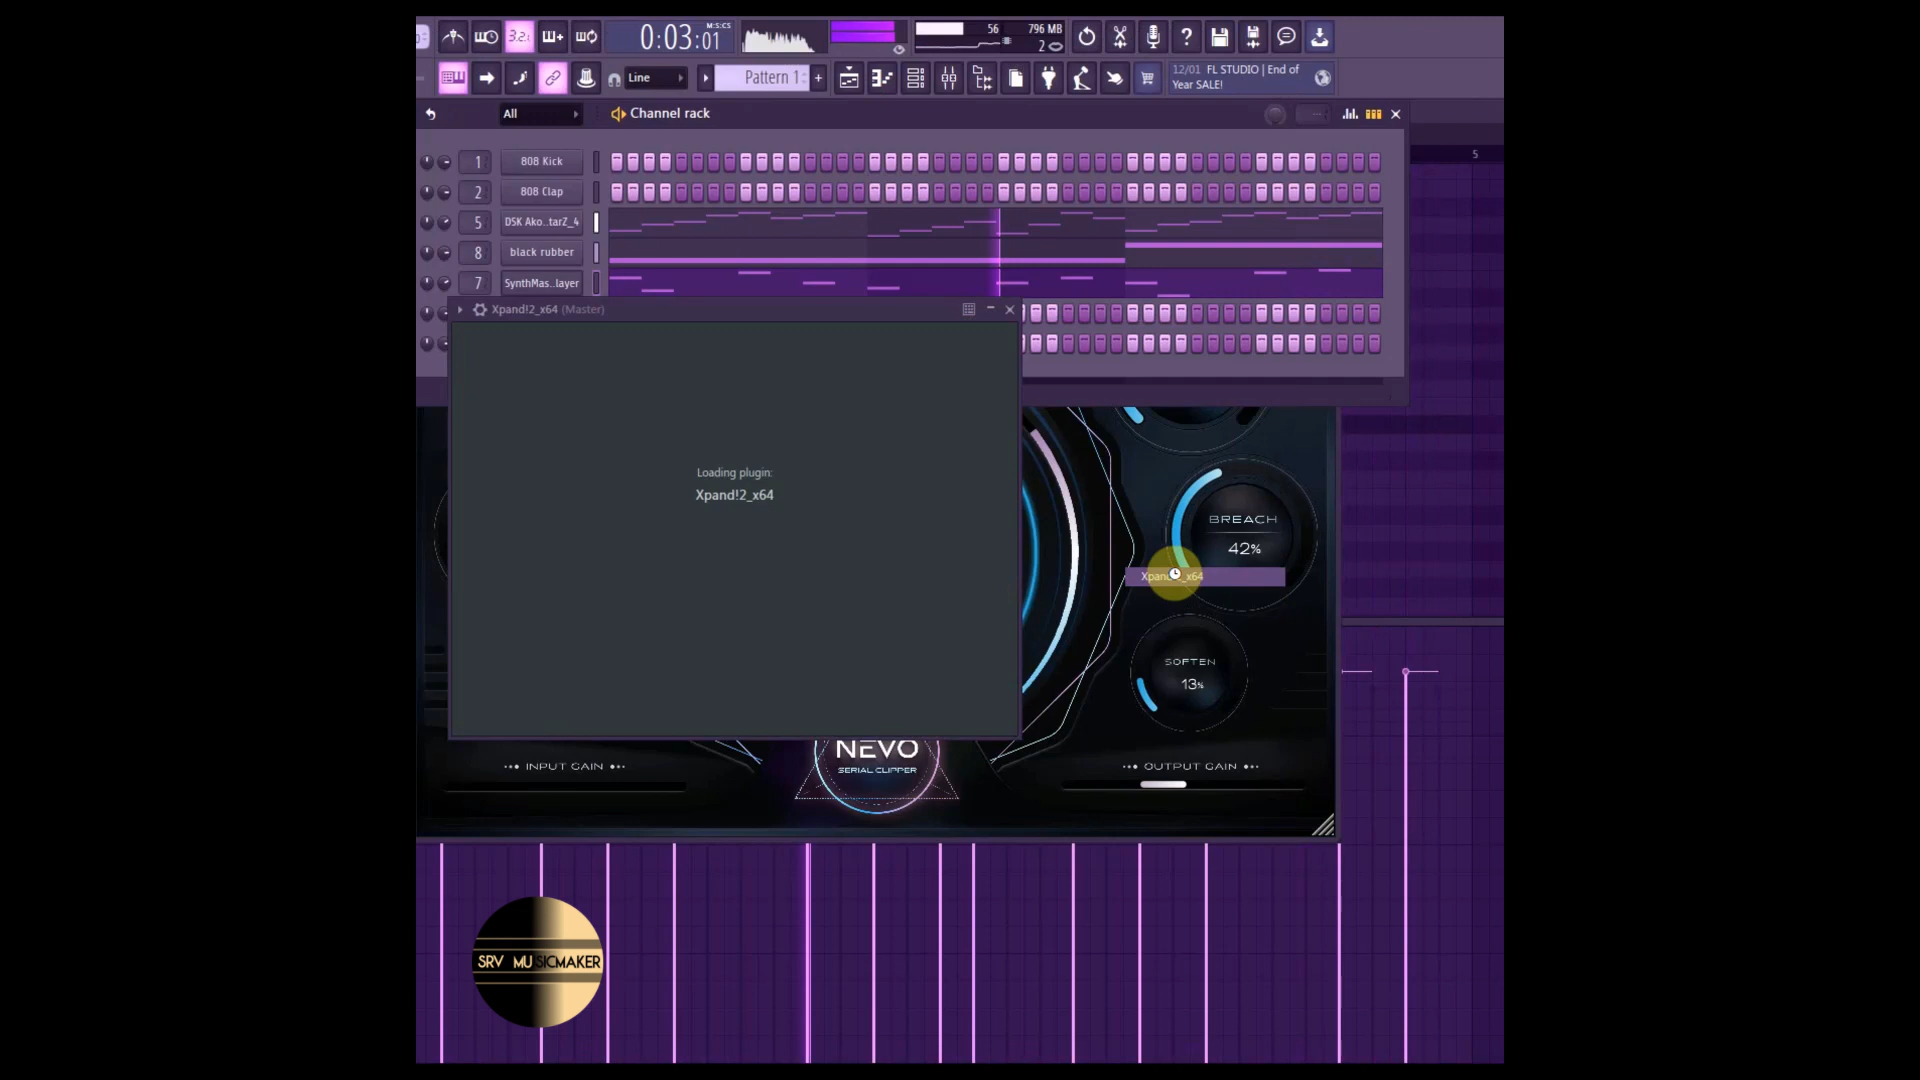 3.2:
0:03:01
M:S:CS
56
796 MB
2
Line
Pattern 1
12/01 FL STUDIO | End of
Year SALE!
All
Channel rack
5
1
808 Kick
2
808 Clap
5
DSK Ako..tarZ_4
8
black rubber
7
SynthMas..layer
Xpand!2_x64 (Master)
Loading plugin:
Xpand!2_x64
BREACH
42%
SOFTEN
13%
INPUT GAIN
NEVO
SERIAL CLIPPER
OUTPUT GAIN
SRV MUSICMAKER